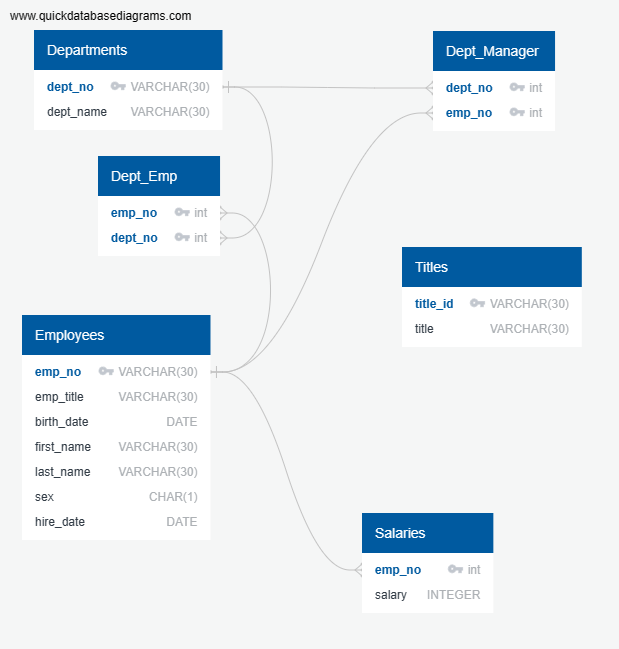 www.quickdatabasediagrams.com
Departments
dept_no VARCHAR(30)
dept_name VARCHAR(30)
Dept_Manager
dept_no int
emp_no int
Dept_Emp
emp_no int
dept_no int
Titles
title_id VARCHAR(30)
title VARCHAR(30)
Employees
emp_no VARCHAR(30)
emp_title VARCHAR(30)
birth_date DATE
first_name VARCHAR(30)
last_name VARCHAR(30)
sex CHAR(1)
hire_date DATE
Salaries
emp_no int
salary INTEGER